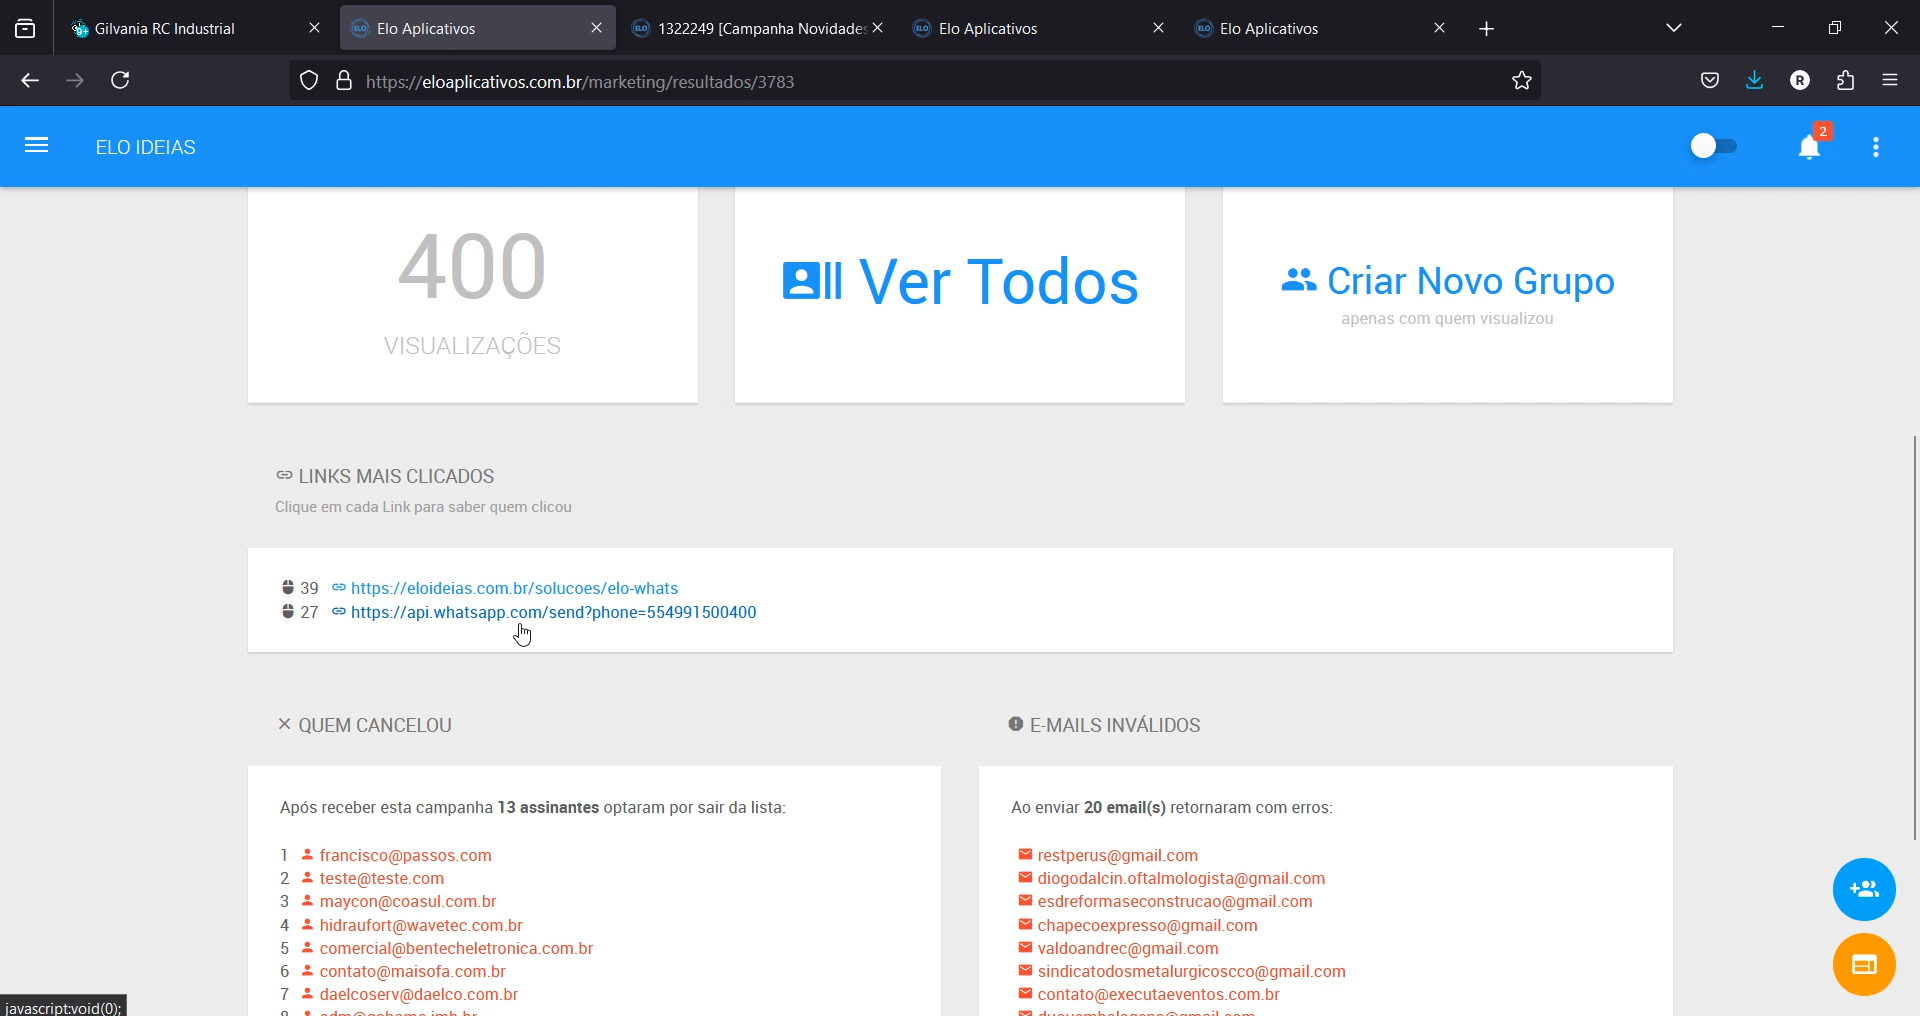 Gilvania RC Industrial
Elo Aplicativos
1322249 [Campanha Novidades
Elo Aplicativos
Elo Aplicativos
https://eloaplicativos.com.br/marketing/resultados/3783
R
ELO IDEIAS
2
400
VISUALIZAÇÕES
Ver Todos
Criar Novo Grupo
apenas com quem visualizou
LINKS MAIS CLICADOS
Clique em cada Link para saber quem clicou
39 https://eloideias.com.br/solucoes/elo-whats
27 https://api.whatsapp.com/send?phone=554991500400
QUEM CANCELOU
Após receber esta campanha 13 assinantes optaram por sair da lista:
1 francisco@passos.com
2 teste@teste.com
3 maycon@coasul.com.br
4 hidraufort@wavetec.com.br
5 comercial@bentecheletronica.com.br
6 contato@maisofa.com.br
7 daelcoserv@daelco.com.br
E-MAILS INVÁLIDOS
Ao enviar 20 email(s) retornaram com erros:
restperus@gmail.com
diogodalcin.oftalmologista@gmail.com
esdreformaseconstrucao@gmail.com
chapecoexpresso@gmail.com
valdoandrec@gmail.com
sindicatodosmetalurgicoscco@gmail.com
contato@executaeventos.com.br
javascript:void(0);